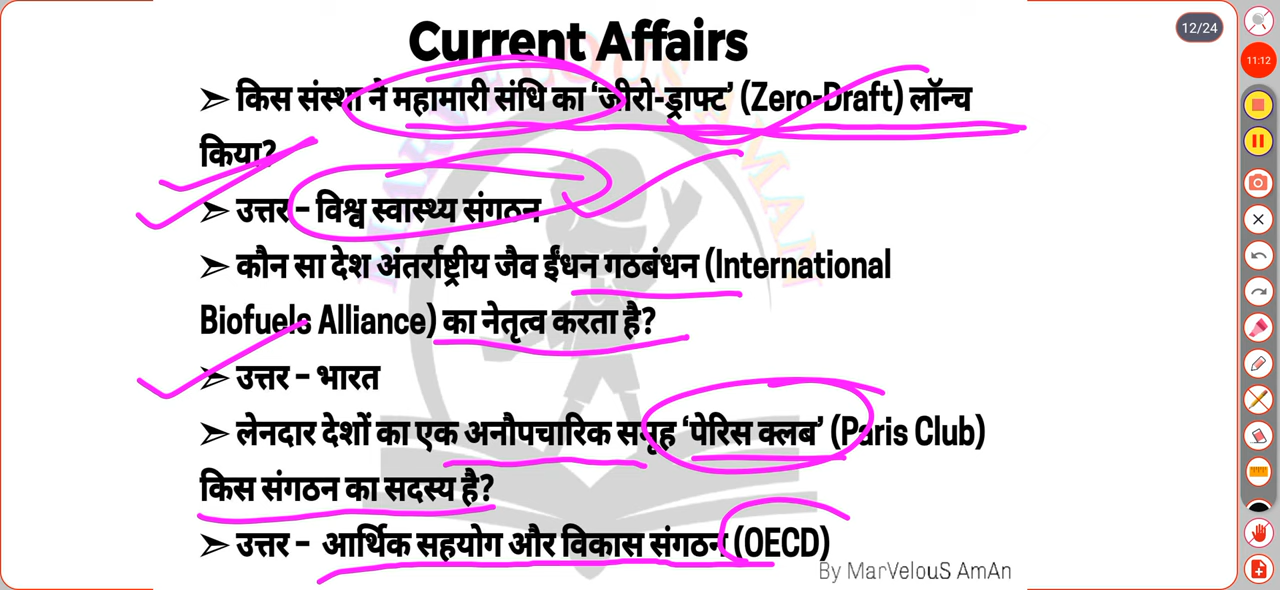 12/24
11:12
Current Affairs
➢ किस संस्था ने महामारी संधि का ‘जीरो-ड्राफ्ट’ (Zero-Draft) लॉन्च
किया?
➢ उत्तर – विश्व स्वास्थ्य संगठन
➢ कौन सा देश अंतर्राष्ट्रीय जैव ईंधन गठबंधन (International
Biofuels Alliance) का नेतृत्व करता है?
➢ उत्तर – भारत
➢ लेनदार देशों का एक अनौपचारिक समूह ‘पेरिस क्लब’ (Paris Club)
किस संगठन का सदस्य है?
➢ उत्तर – आर्थिक सहयोग और विकास संगठन (OECD)
By MarVelouS AmAn